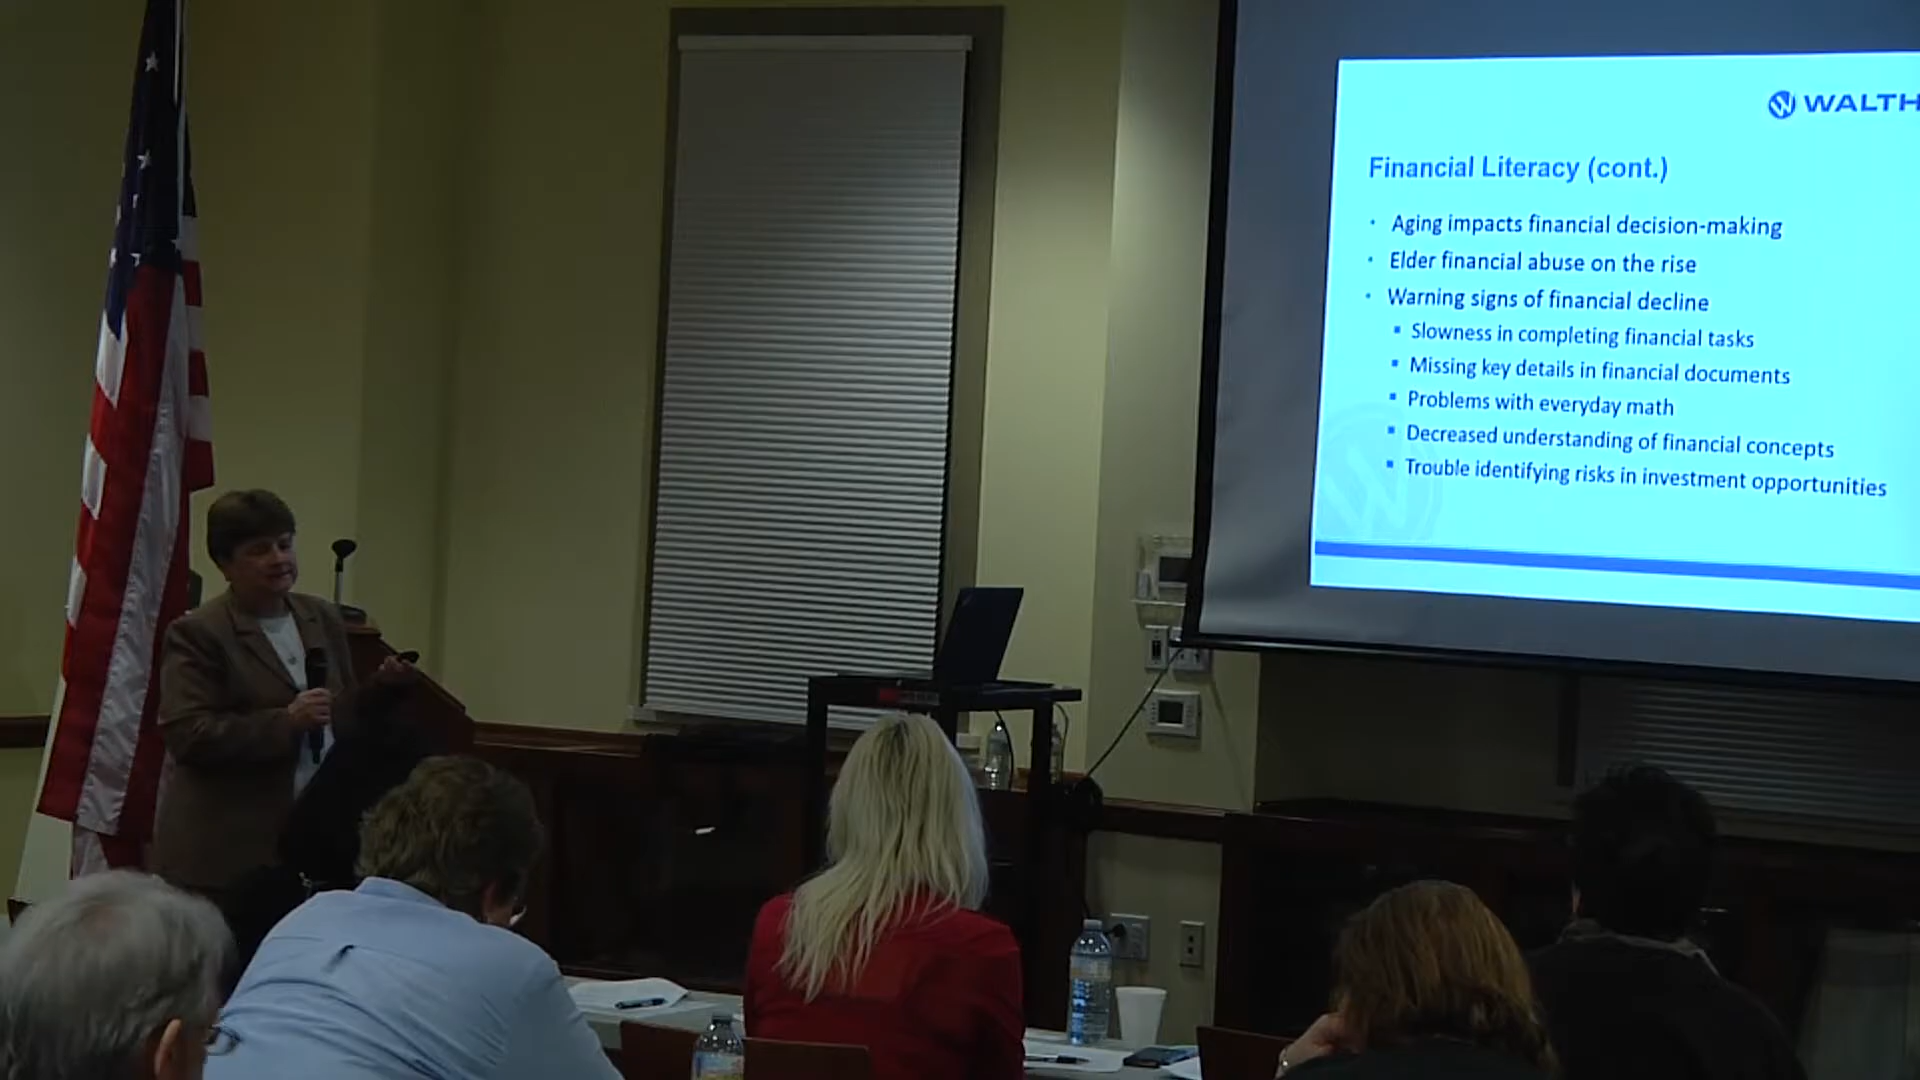 WALTH
Financial Literacy (cont.)
• Aging impacts financial decision-making
• Elder financial abuse on the rise
• Warning signs of financial decline
▪ Slowness in completing financial tasks
▪ Missing key details in financial documents
▪ Problems with everyday math
▪ Decreased understanding of financial concepts
▪ Trouble identifying risks in investment opportunities